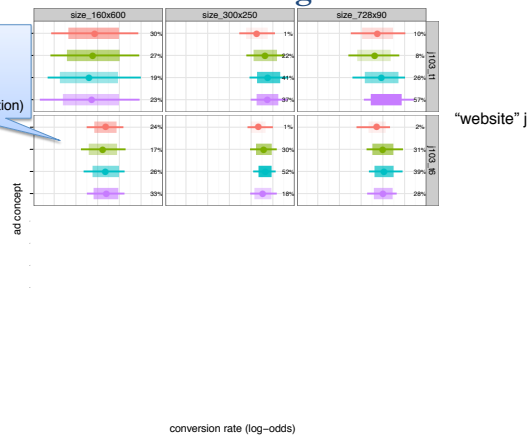 size_160x600 size_300x250 size_728x90
30% 1% 10%
27% 22% 8%
19% 41% 26%
23% 37% 57%
j103_t1
tion)
24% 1% 2%
17% 30% 31%
26% 52% 39%
33% 18% 28%
"website" j
ad concept
conversion rate (log−odds)